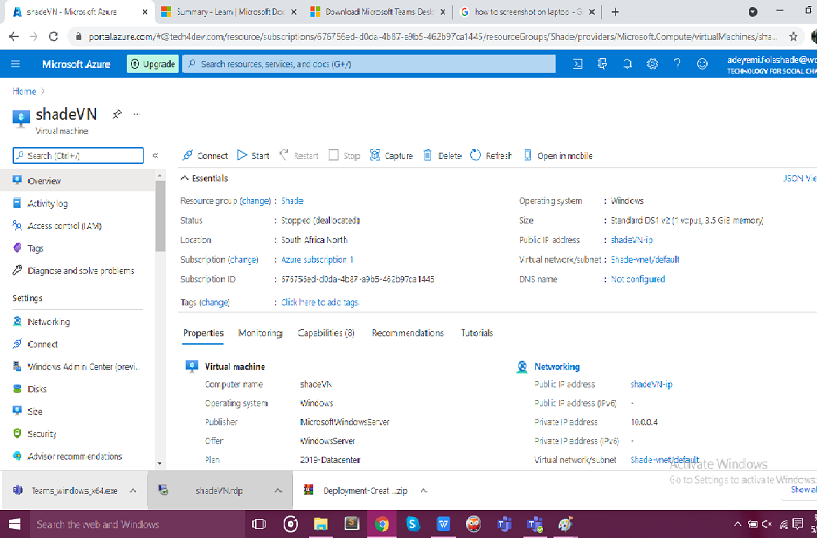 shadeVN - Microsoft Azure
Summary - Learn | Microsoft Doc
Download Microsoft Teams Desk
how to screenshot on laptop - G
portal.azure.com/#@tech4dev.com/resource/subscriptions/676756ed-d0da-4b87-a9b5-462b97ca1445/resourceGroups/Shade/providers/Microsoft.Compute/virtualMachines/sha...
Microsoft Azure
Upgrade
Search resources, services, and docs (G+/)
TECHNOLOGY FOR SOCIAL CHA
Home >
shadeVN
Virtual machine
Search (Ctrl+/)
«
Connect
Start
Restart
Stop
Capture
Delete
Refresh
Open in mobile
Overview
Activity log
Access control (IAM)
Tags
Diagnose and solve problems
Settings
Networking
Connect
Windows Admin Center (previ...
Disks
Size
Security
Advisor recommendations
Essentials
JSON Vie
Resource group (change) : Shade
Status : Stopped (deallocated)
Location : South Africa North
Subscription (change) : Azure subscription 1
Subscription ID : 676756ed-d0da-4b87-a9b5-462b97ca1445
Tags (change) : Click here to add tags
Operating system : Windows
Size : Standard DS1 v2 (1 vcpus, 3.5 GiB memory)
Public IP address : shadeVN-ip
Virtual network/subnet : Shade-vnet/default
DNS name : Not configured
Properties
Monitoring
Capabilities (8)
Recommendations
Tutorials
Virtual machine
Computer name shadeVN
Operating system Windows
Publisher MicrosoftWindowsServer
Offer WindowsServer
Plan 2019-Datacenter
Networking
Public IP address shadeVN-ip
Public IP address (IPv6) -
Private IP address 10.0.0.4
Private IP address (IPv6) -
Virtual network/subnet Shade-vnet/default
Activate Windows
Go to Settings to activate Windows.
Teams_windows_x64.exe
shadeVN.rdp
Deployment-Creat...zip
Show al
Search the web and Windows